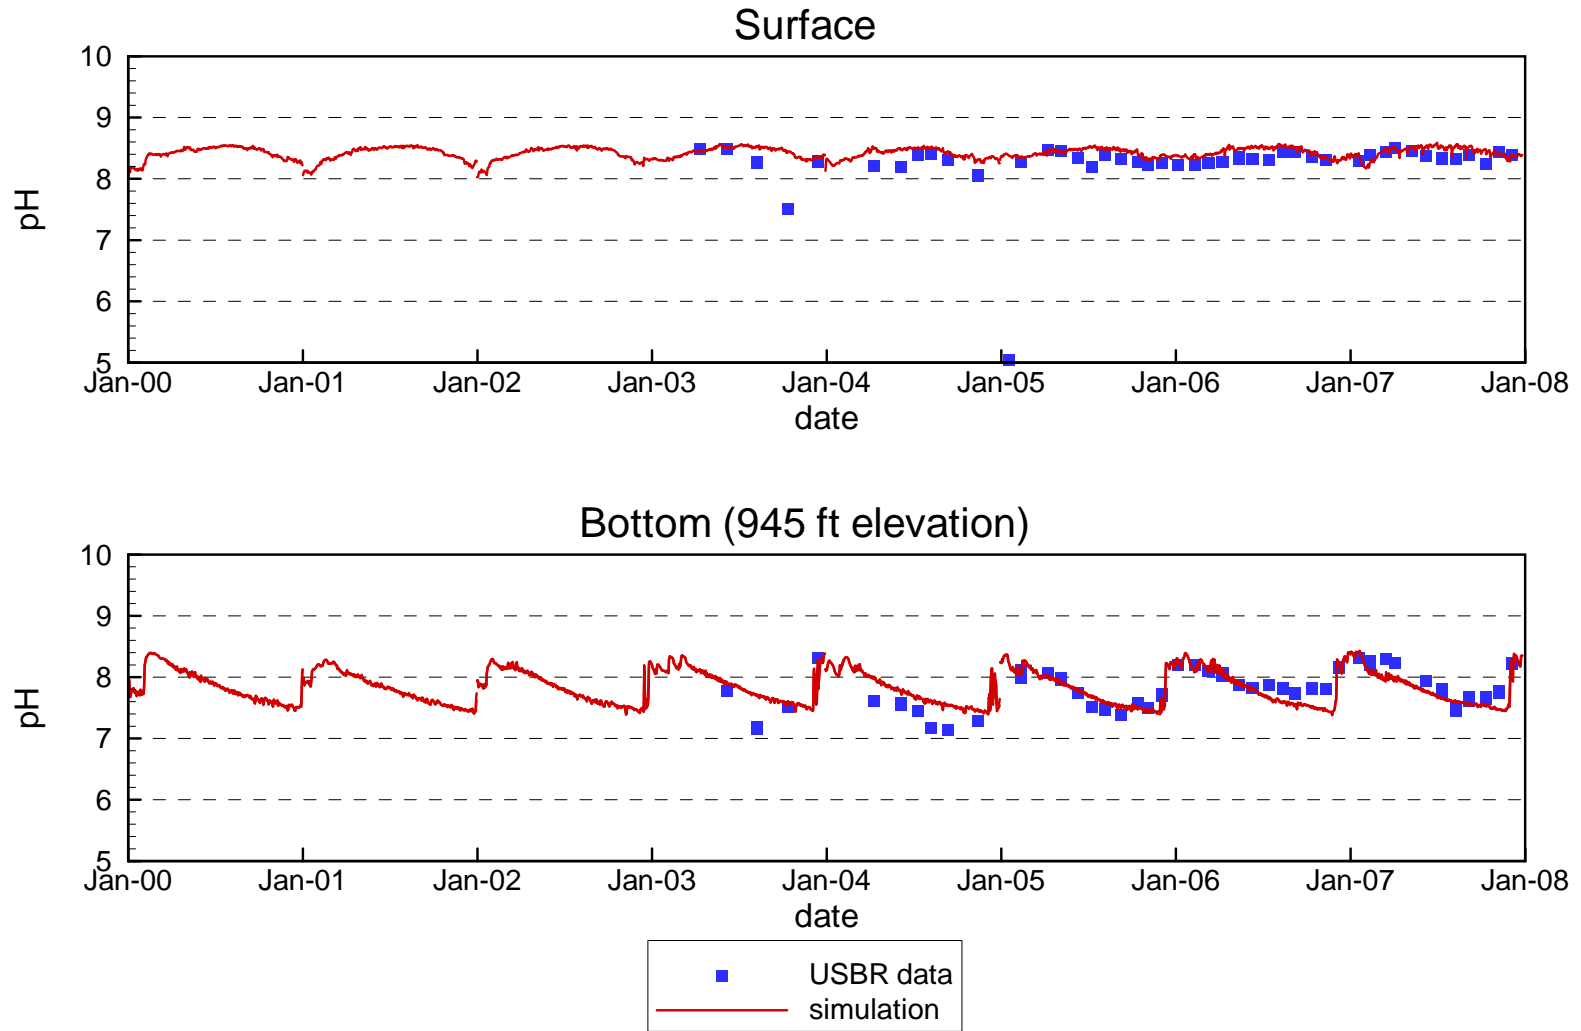 Surface
10
9
8
7
6
5
pH
Jan-00 Jan-01 Jan-02 Jan-03 Jan-04 Jan-05 Jan-06 Jan-07 Jan-08
date
Bottom (945 ft elevation)
10
9
8
7
6
5
pH
Jan-00 Jan-01 Jan-02 Jan-03 Jan-04 Jan-05 Jan-06 Jan-07 Jan-08
date
USBR data
simulation